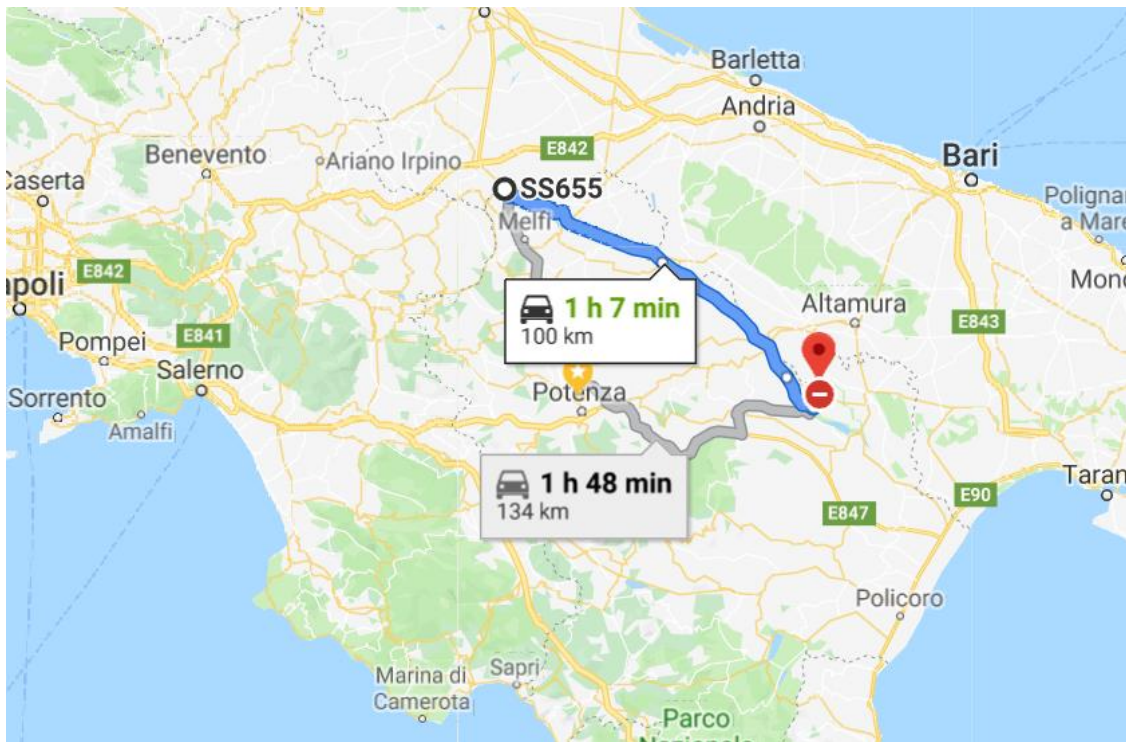 Barletta
Andria
Benevento
Ariano Irpino
E842
Bari
Caserta
SS655
Polignan
a Mare
Melfi
E842
apoli
Mono
1 h 7 min
100 km
Altamura
E843
Pompei
E841
Salerno
Sorrento
Potenza
Amalfi
1 h 48 min
134 km
E90
Taran
E847
Policoro
Marina di
Camerota
Sapri
Parco